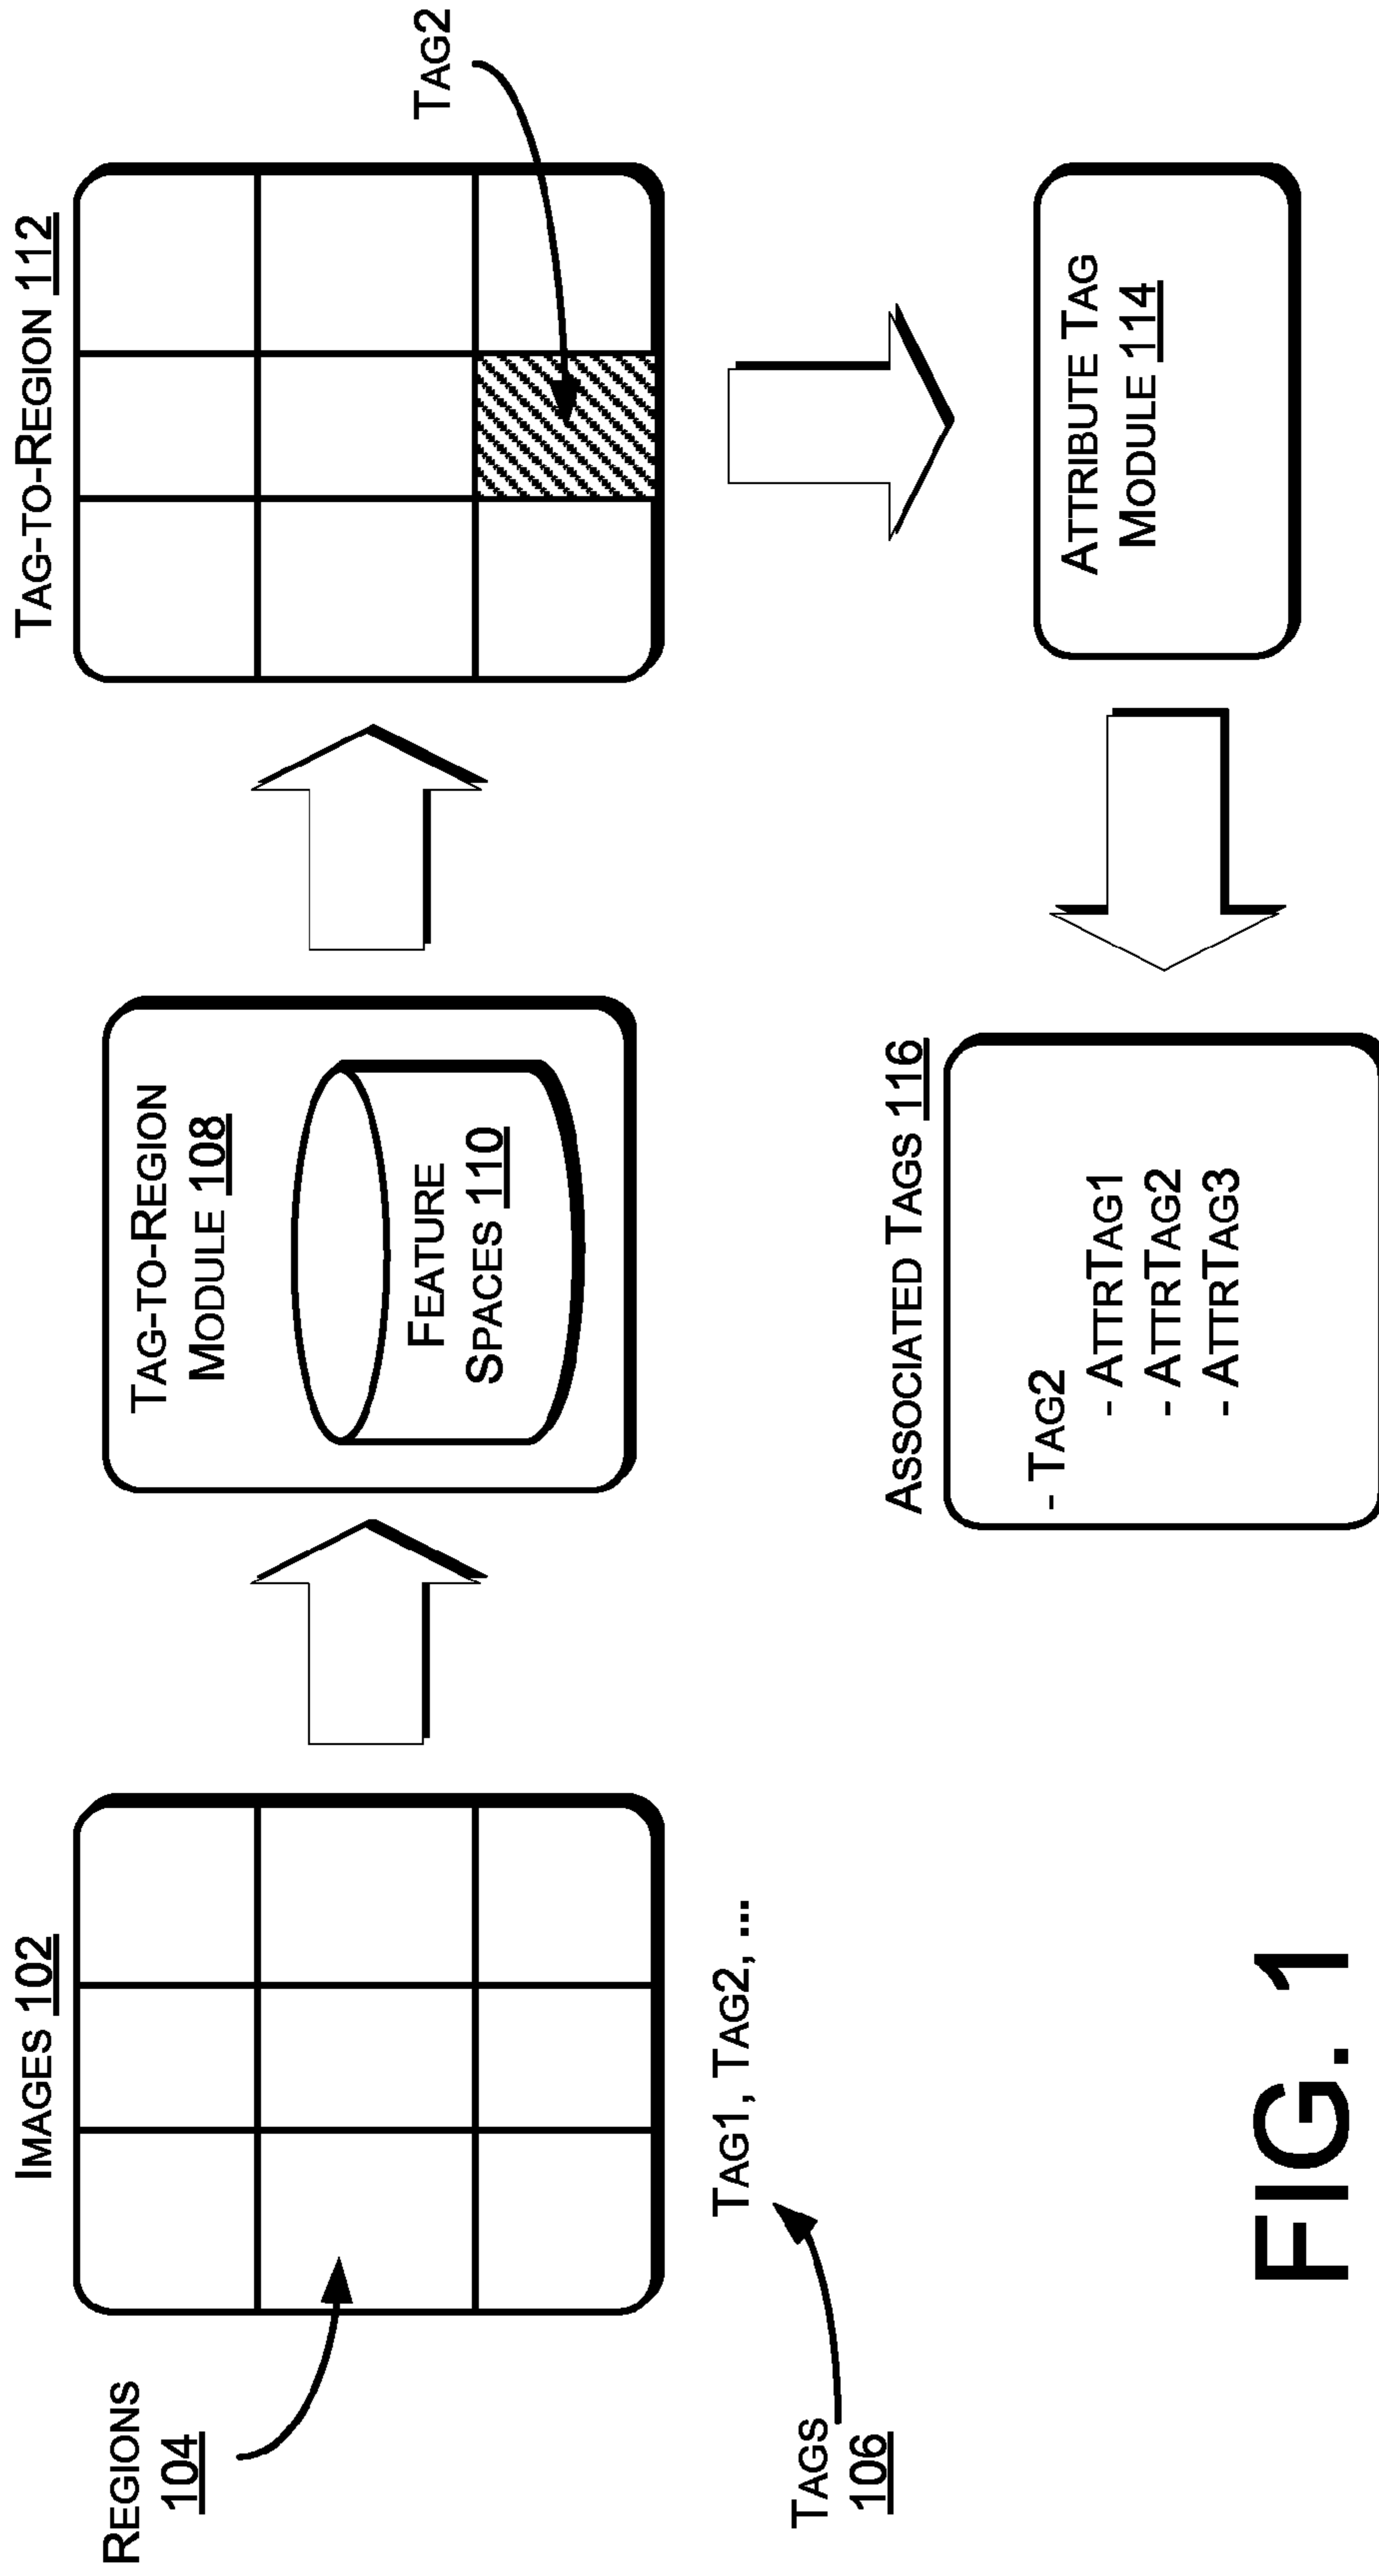 IMAGES 102
REGIONS
104
TAG1, TAG2, ...
TAGS
106
TAG-TO-REGION
MODULE 108
FEATURE
SPACES 110
TAG-TO-REGION 112
TAG2
ATTRIBUTE TAG
MODULE 114
ASSOCIATED TAGS 116
- TAG2
- ATTRTAG1
- ATTRTAG2
- ATTRTAG3
FIG. 1